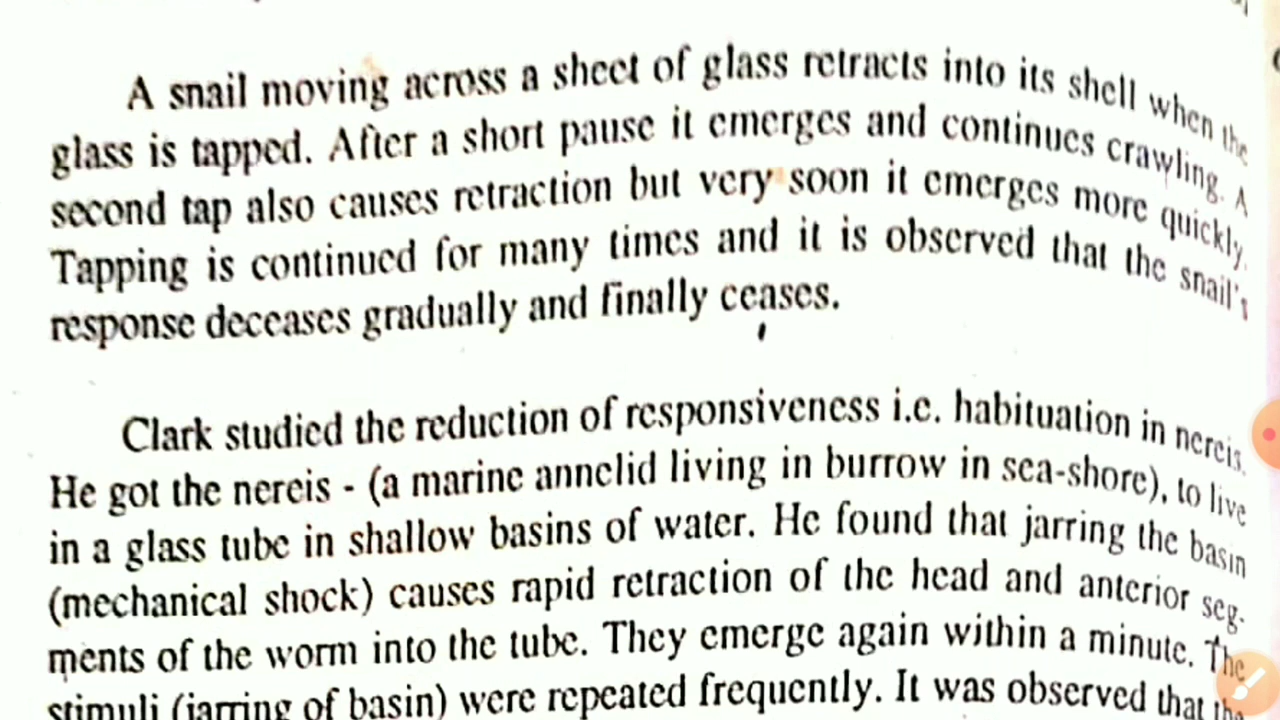 A snail moving across a sheet of glass retracts into its shell when the
glass is tapped. After a short pause it emerges and continues crawling. A
second tap also causes retraction but very soon it emerges more quickly.
Tapping is continued for many times and it is observed that the snail's
response deceases gradually and finally ceases.
Clark studied the reduction of responsiveness i.e. habituation in nereis.
He got the nereis - (a marine annelid living in burrow in sea-shore), to live
in a glass tube in shallow basins of water. He found that jarring the basin
(mechanical shock) causes rapid retraction of the head and anterior seg-
ments of the worm into the tube. They emerge again within a minute. The
stimuli (jarring of basin) were repeated frequently. It was observed that the